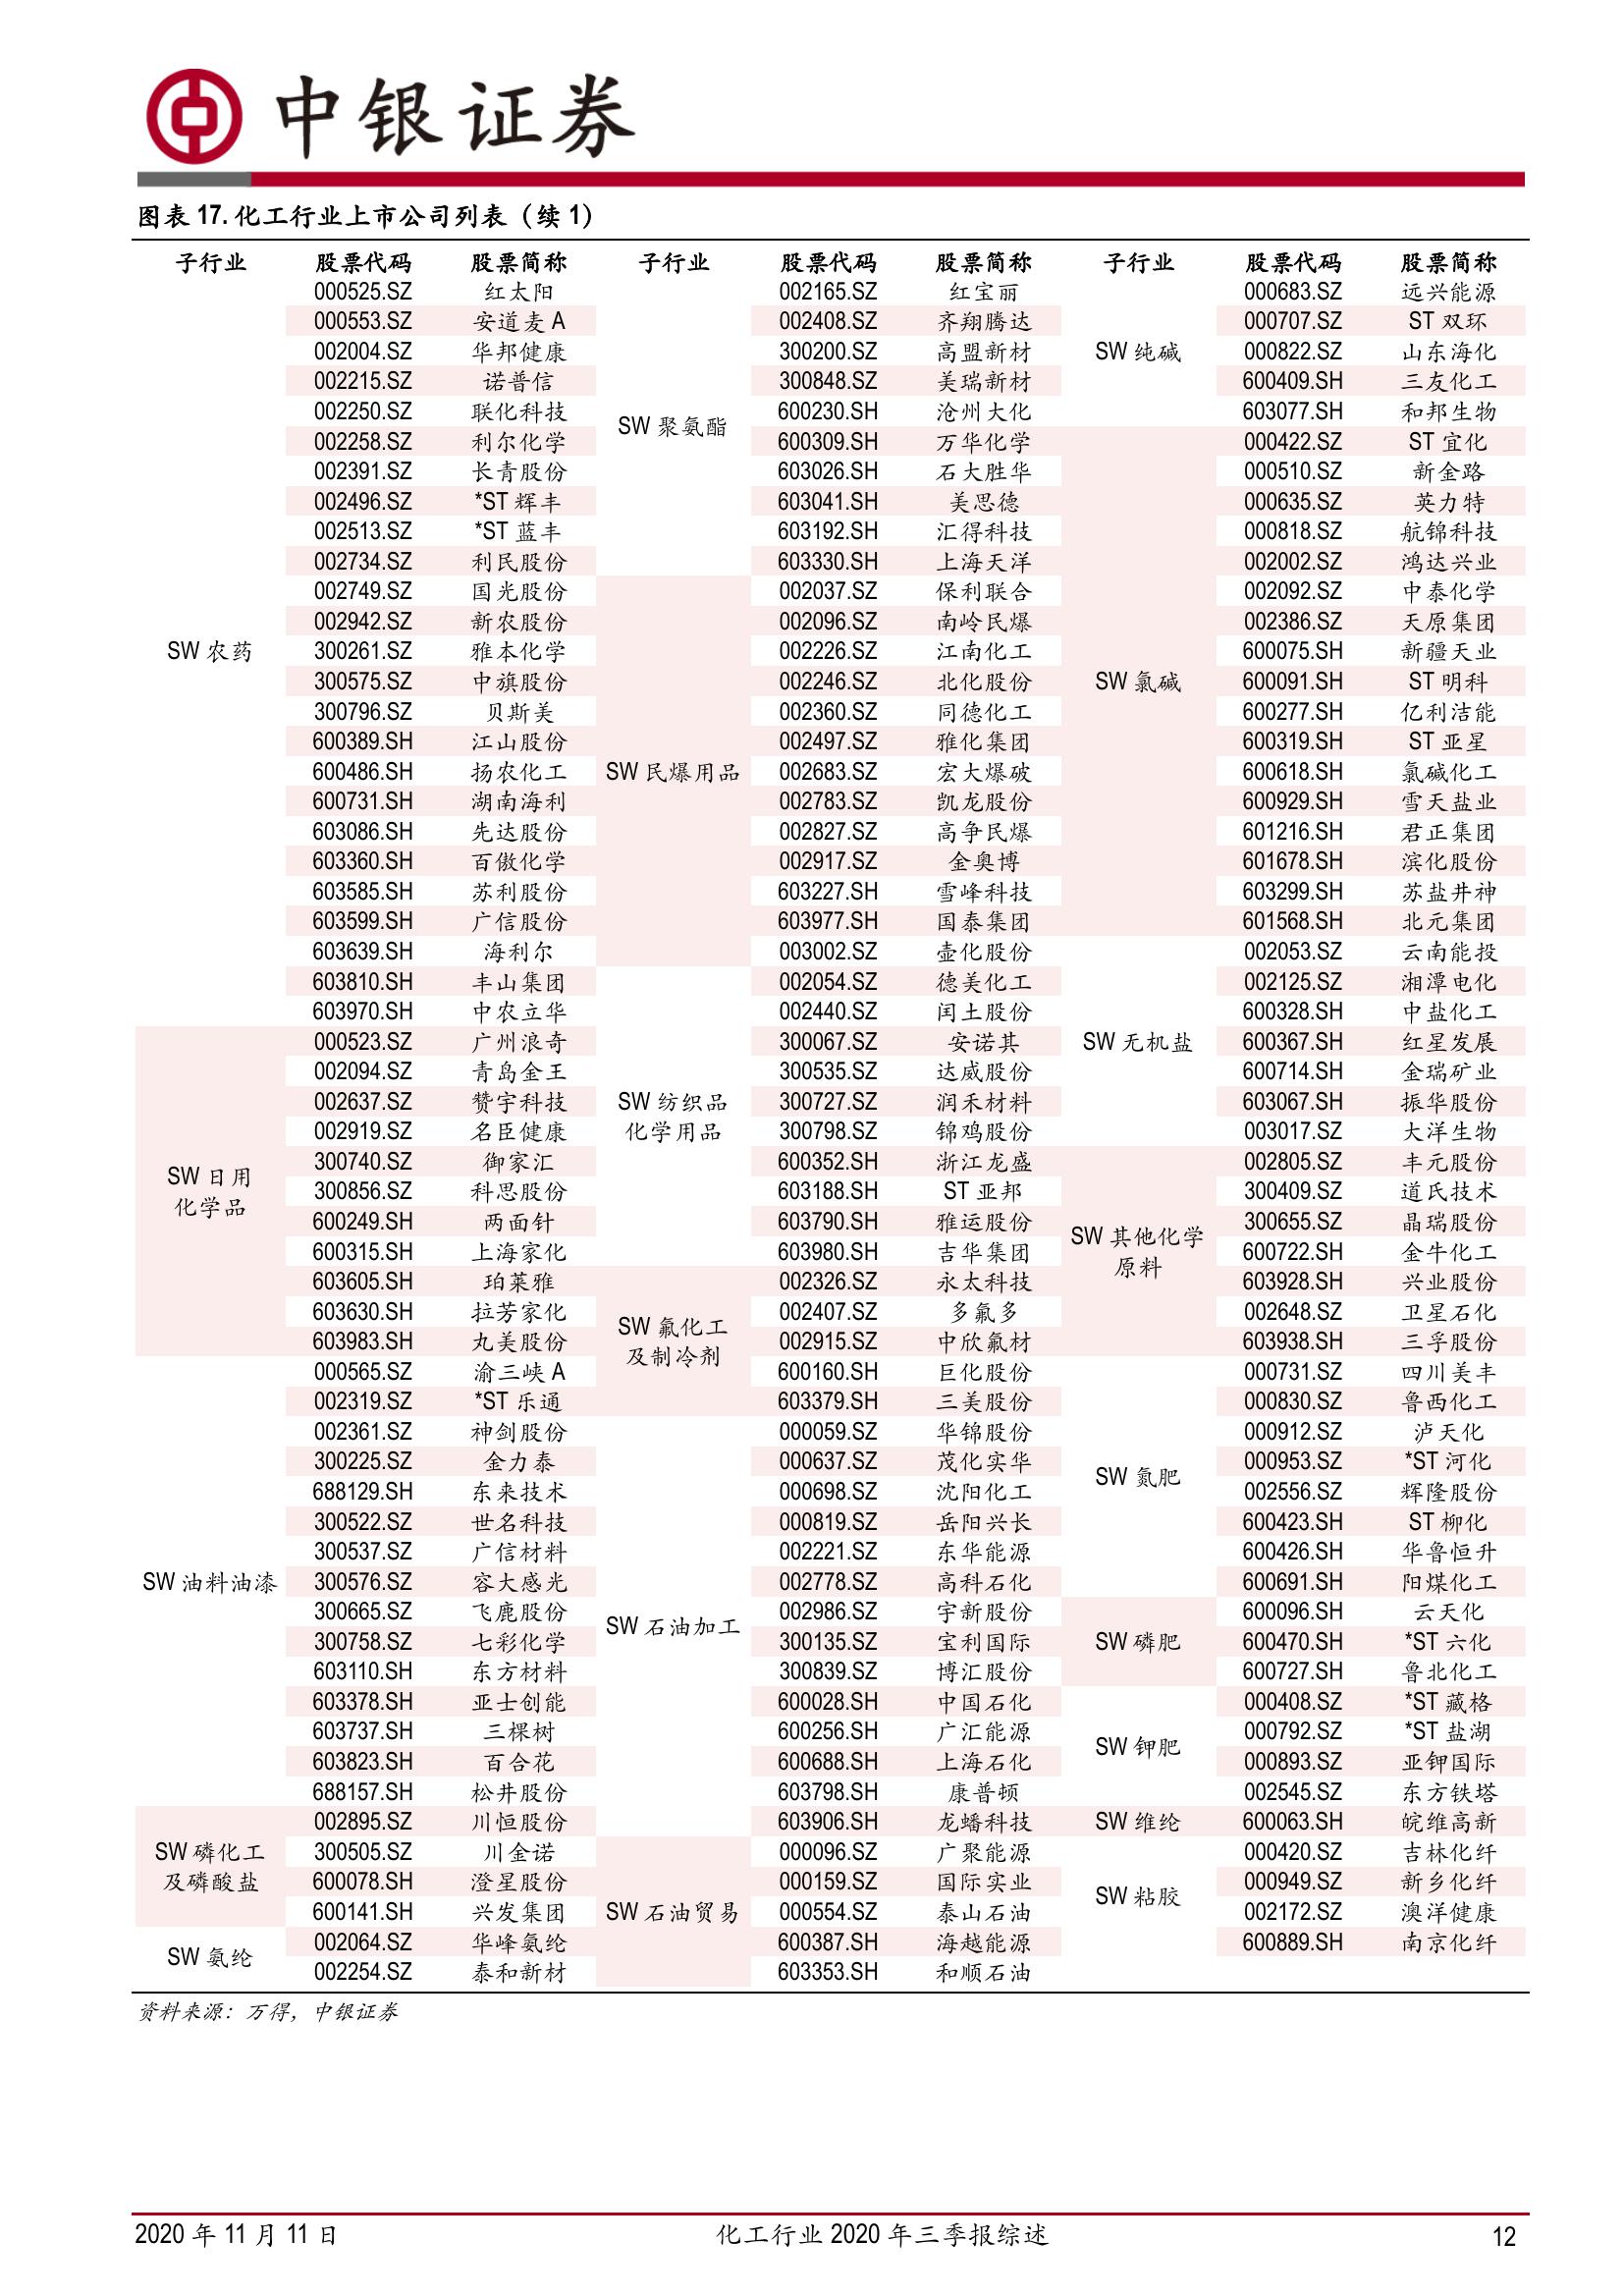 中银证券
图表 17. 化工行业上市公司列表（续 1）
子行业 股票代码 股票简称 子行业 股票代码 股票简称 子行业 股票代码 股票简称
000525.SZ 红太阳 002165.SZ 红宝丽 000683.SZ 远兴能源
000553.SZ 安道麦 A 002408.SZ 齐翔腾达 000707.SZ ST 双环
002004.SZ 华邦健康 300200.SZ 高盟新材 SW 纯碱 000822.SZ 山东海化
002215.SZ 诺普信 300848.SZ 美瑞新材 600409.SH 三友化工
002250.SZ 联化科技 SW 聚氨酯 600230.SH 沧州大化 603077.SH 和邦生物
002258.SZ 利尔化学 600309.SH 万华化学 000422.SZ ST 宜化
002391.SZ 长青股份 603026.SH 石大胜华 000510.SZ 新金路
002496.SZ *ST 辉丰 603041.SH 美思德 000635.SZ 英力特
002513.SZ *ST 蓝丰 603192.SH 汇得科技 000818.SZ 航锦科技
002734.SZ 利民股份 603330.SH 上海天洋 002002.SZ 鸿达兴业
002749.SZ 国光股份 002037.SZ 保利联合 002092.SZ 中泰化学
002942.SZ 新农股份 002096.SZ 南岭民爆 002386.SZ 天原集团
SW 农药 300261.SZ 雅本化学 002226.SZ 江南化工 600075.SH 新疆天业
300575.SZ 中旗股份 002246.SZ 北化股份 SW 氯碱 600091.SH ST 明科
300796.SZ 贝斯美 002360.SZ 同德化工 600277.SH 亿利洁能
600389.SH 江山股份 002497.SZ 雅化集团 600319.SH ST 亚星
600486.SH 扬农化工 SW 民爆用品 002683.SZ 宏大爆破 600618.SH 氯碱化工
600731.SH 湖南海利 002783.SZ 凯龙股份 600929.SH 雪天盐业
603086.SH 先达股份 002827.SZ 高争民爆 601216.SH 君正集团
603360.SH 百傲化学 002917.SZ 金奥博 601678.SH 滨化股份
603585.SH 苏利股份 603227.SH 雪峰科技 603299.SH 苏盐井神
603599.SH 广信股份 603977.SH 国泰集团 601568.SH 北元集团
603639.SH 海利尔 003002.SZ 壶化股份 002053.SZ 云南能投
603810.SH 丰山集团 002054.SZ 德美化工 002125.SZ 湘潭电化
603970.SH 中农立华 002440.SZ 闰土股份 600328.SH 中盐化工
000523.SZ 广州浪奇 300067.SZ 安诺其 SW 无机盐 600367.SH 红星发展
002094.SZ 青岛金王 300535.SZ 达威股份 600714.SH 金瑞矿业
002637.SZ 赞宇科技 SW 纺织品 300727.SZ 润禾材料 603067.SH 振华股份
002919.SZ 名臣健康 化学用品 300798.SZ 锦鸡股份 003017.SZ 大洋生物
SW 日用 300740.SZ 御家汇 600352.SH 浙江龙盛 002805.SZ 丰元股份
化学品 300856.SZ 科思股份 603188.SH ST 亚邦 300409.SZ 道氏技术
600249.SH 两面针 603790.SH 雅运股份 SW 其他化学 300655.SZ 晶瑞股份
600315.SH 上海家化 603980.SH 吉华集团 原料 600722.SH 金牛化工
603605.SH 珀莱雅 002326.SZ 永太科技 603928.SH 兴业股份
603630.SH 拉芳家化 SW 氟化工 002407.SZ 多氟多 002648.SZ 卫星石化
603983.SH 丸美股份 及制冷剂 002915.SZ 中欣氟材 603938.SH 三孚股份
000565.SZ 渝三峡 A 600160.SH 巨化股份 000731.SZ 四川美丰
002319.SZ *ST 乐通 603379.SH 三美股份 000830.SZ 鲁西化工
002361.SZ 神剑股份 000059.SZ 华锦股份 000912.SZ 泸天化
300225.SZ 金力泰 000637.SZ 茂化实华 SW 氮肥 000953.SZ *ST 河化
688129.SH 东来技术 000698.SZ 沈阳化工 002556.SZ 辉隆股份
300522.SZ 世名科技 000819.SZ 岳阳兴长 600423.SH ST 柳化
300537.SZ 广信材料 002221.SZ 东华能源 600426.SH 华鲁恒升
SW 油料油漆 300576.SZ 容大感光 002778.SZ 高科石化 600691.SH 阳煤化工
300665.SZ 飞鹿股份 SW 石油加工 002986.SZ 宇新股份 600096.SH 云天化
300758.SZ 七彩化学 300135.SZ 宝利国际 SW 磷肥 600470.SH *ST 六化
603110.SH 东方材料 300839.SZ 博汇股份 600727.SH 鲁北化工
603378.SH 亚士创能 600028.SH 中国石化 000408.SZ *ST 藏格
603737.SH 三棵树 600256.SH 广汇能源 SW 钾肥 000792.SZ *ST 盐湖
603823.SH 百合花 600688.SH 上海石化 000893.SZ 亚钾国际
688157.SH 松井股份 603798.SH 康普顿 002545.SZ 东方铁塔
002895.SZ 川恒股份 603906.SH 龙蟠科技 SW 维纶 600063.SH 皖维高新
SW 磷化工 300505.SZ 川金诺 000096.SZ 广聚能源 000420.SZ 吉林化纤
及磷酸盐 600078.SH 澄星股份 000159.SZ 国际实业 SW 粘胶 000949.SZ 新乡化纤
600141.SH 兴发集团 SW 石油贸易 000554.SZ 泰山石油 002172.SZ 澳洋健康
SW 氨纶 002064.SZ 华峰氨纶 600387.SH 海越能源 600889.SH 南京化纤
002254.SZ 泰和新材 603353.SH 和顺石油
资料来源：万得，中银证券
2020 年 11 月 11 日 化工行业 2020 年三季报综述 12